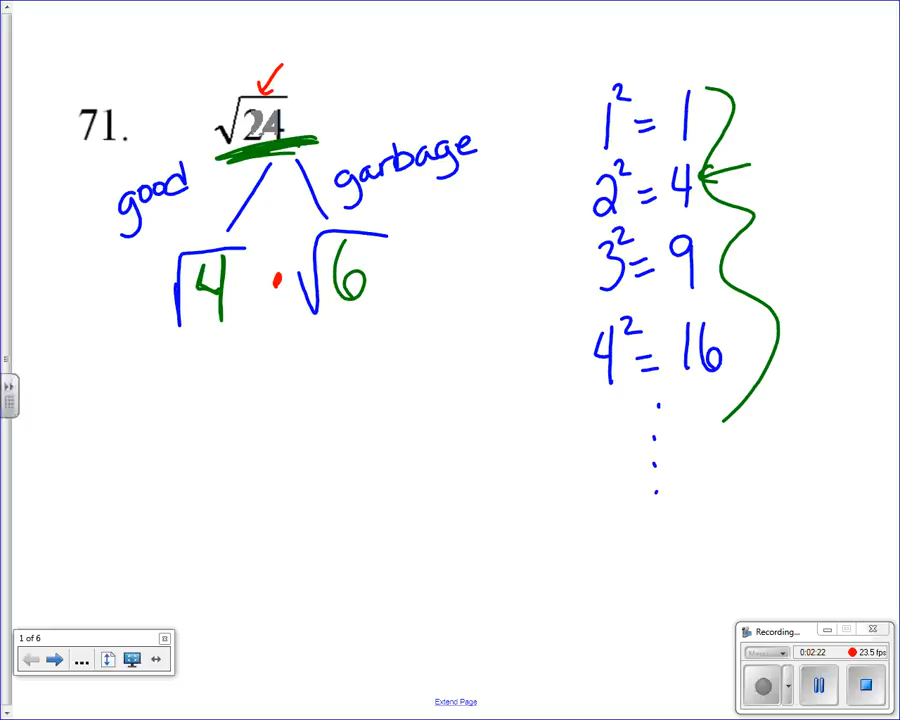 71. √24
good garbage
√4 · √6
1² = 1
2² = 4
3² = 9
4² = 16
1 of 6
...
Extend Page
Recording...
0:02:22 23.5 fps